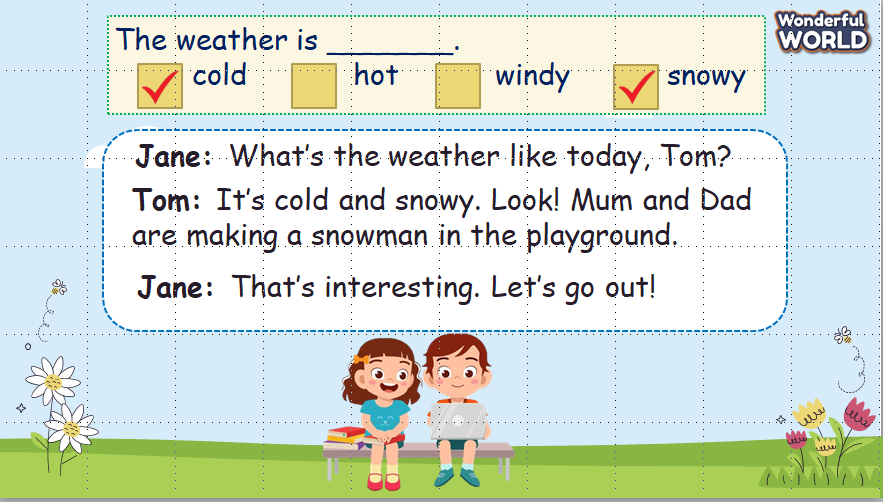 Wonderful
WORLD
The weather is _______.
cold hot windy snowy
Jane: What's the weather like today, Tom?
Tom: It's cold and snowy. Look! Mum and Dad
are making a snowman in the playground.
Jane: That's interesting. Let's go out!